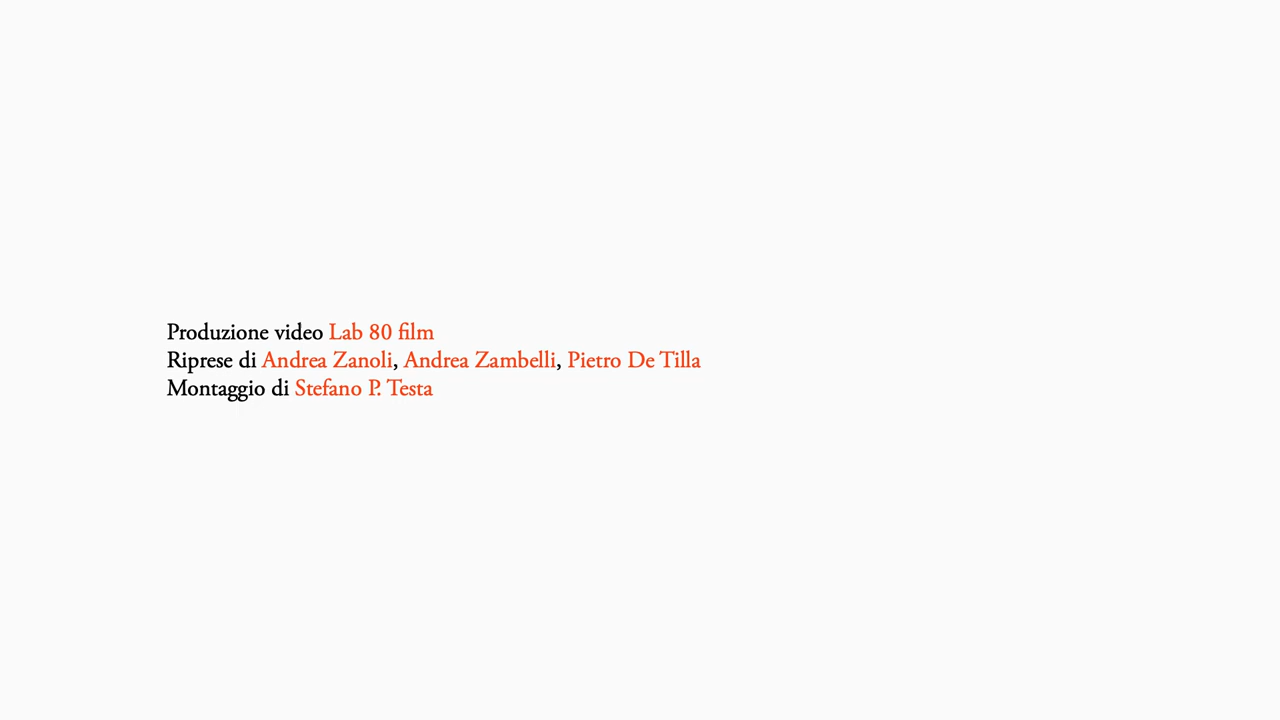 Produzione video Lab 80 film
Riprese di Andrea Zanoli, Andrea Zambelli, Pietro De Tilla
Montaggio di Stefano P. Testa